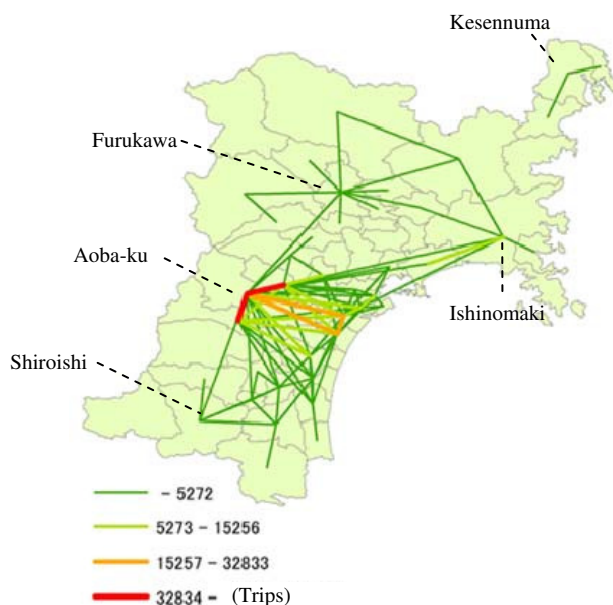 Kesennuma
Furukawa
Aoba-ku
Ishinomaki
Shiroishi
- 5272
5273 - 15256
15257 - 32833
32834 - (Trips)